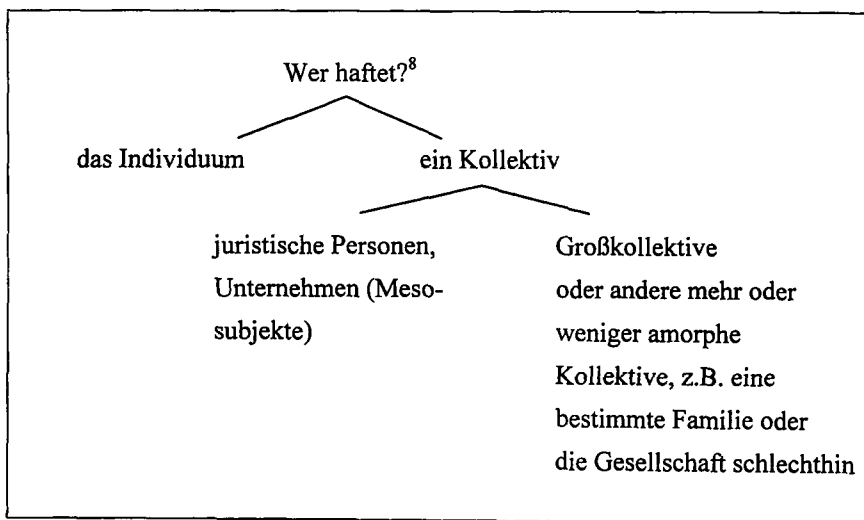 Wer haftet?⁸
das Individuum
ein Kollektiv
juristische Personen,
Unternehmen (Meso-
subjekte)
Großkollektive
oder andere mehr oder
weniger amorphe
Kollektive, z.B. eine
bestimmte Familie oder
die Gesellschaft schlechthin